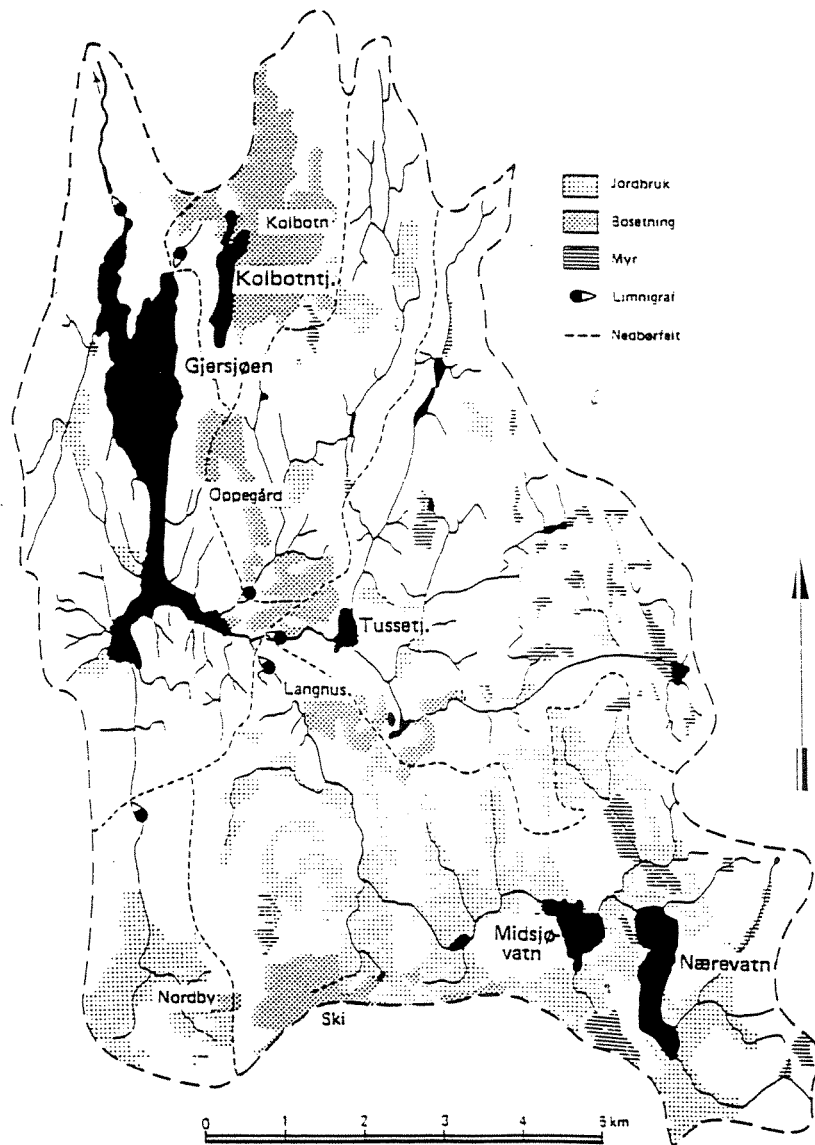 Jordbruk
Bosetning
Myr
Limnigraf
Nedbørfelt
Kolbotn
Kolbotntj.
Gjersjøen
Oppegård
Tussetj.
Langhus.
Midsjø-
vatn
Nærevatn
Nordby
Ski
0 1 2 3 4 5 km